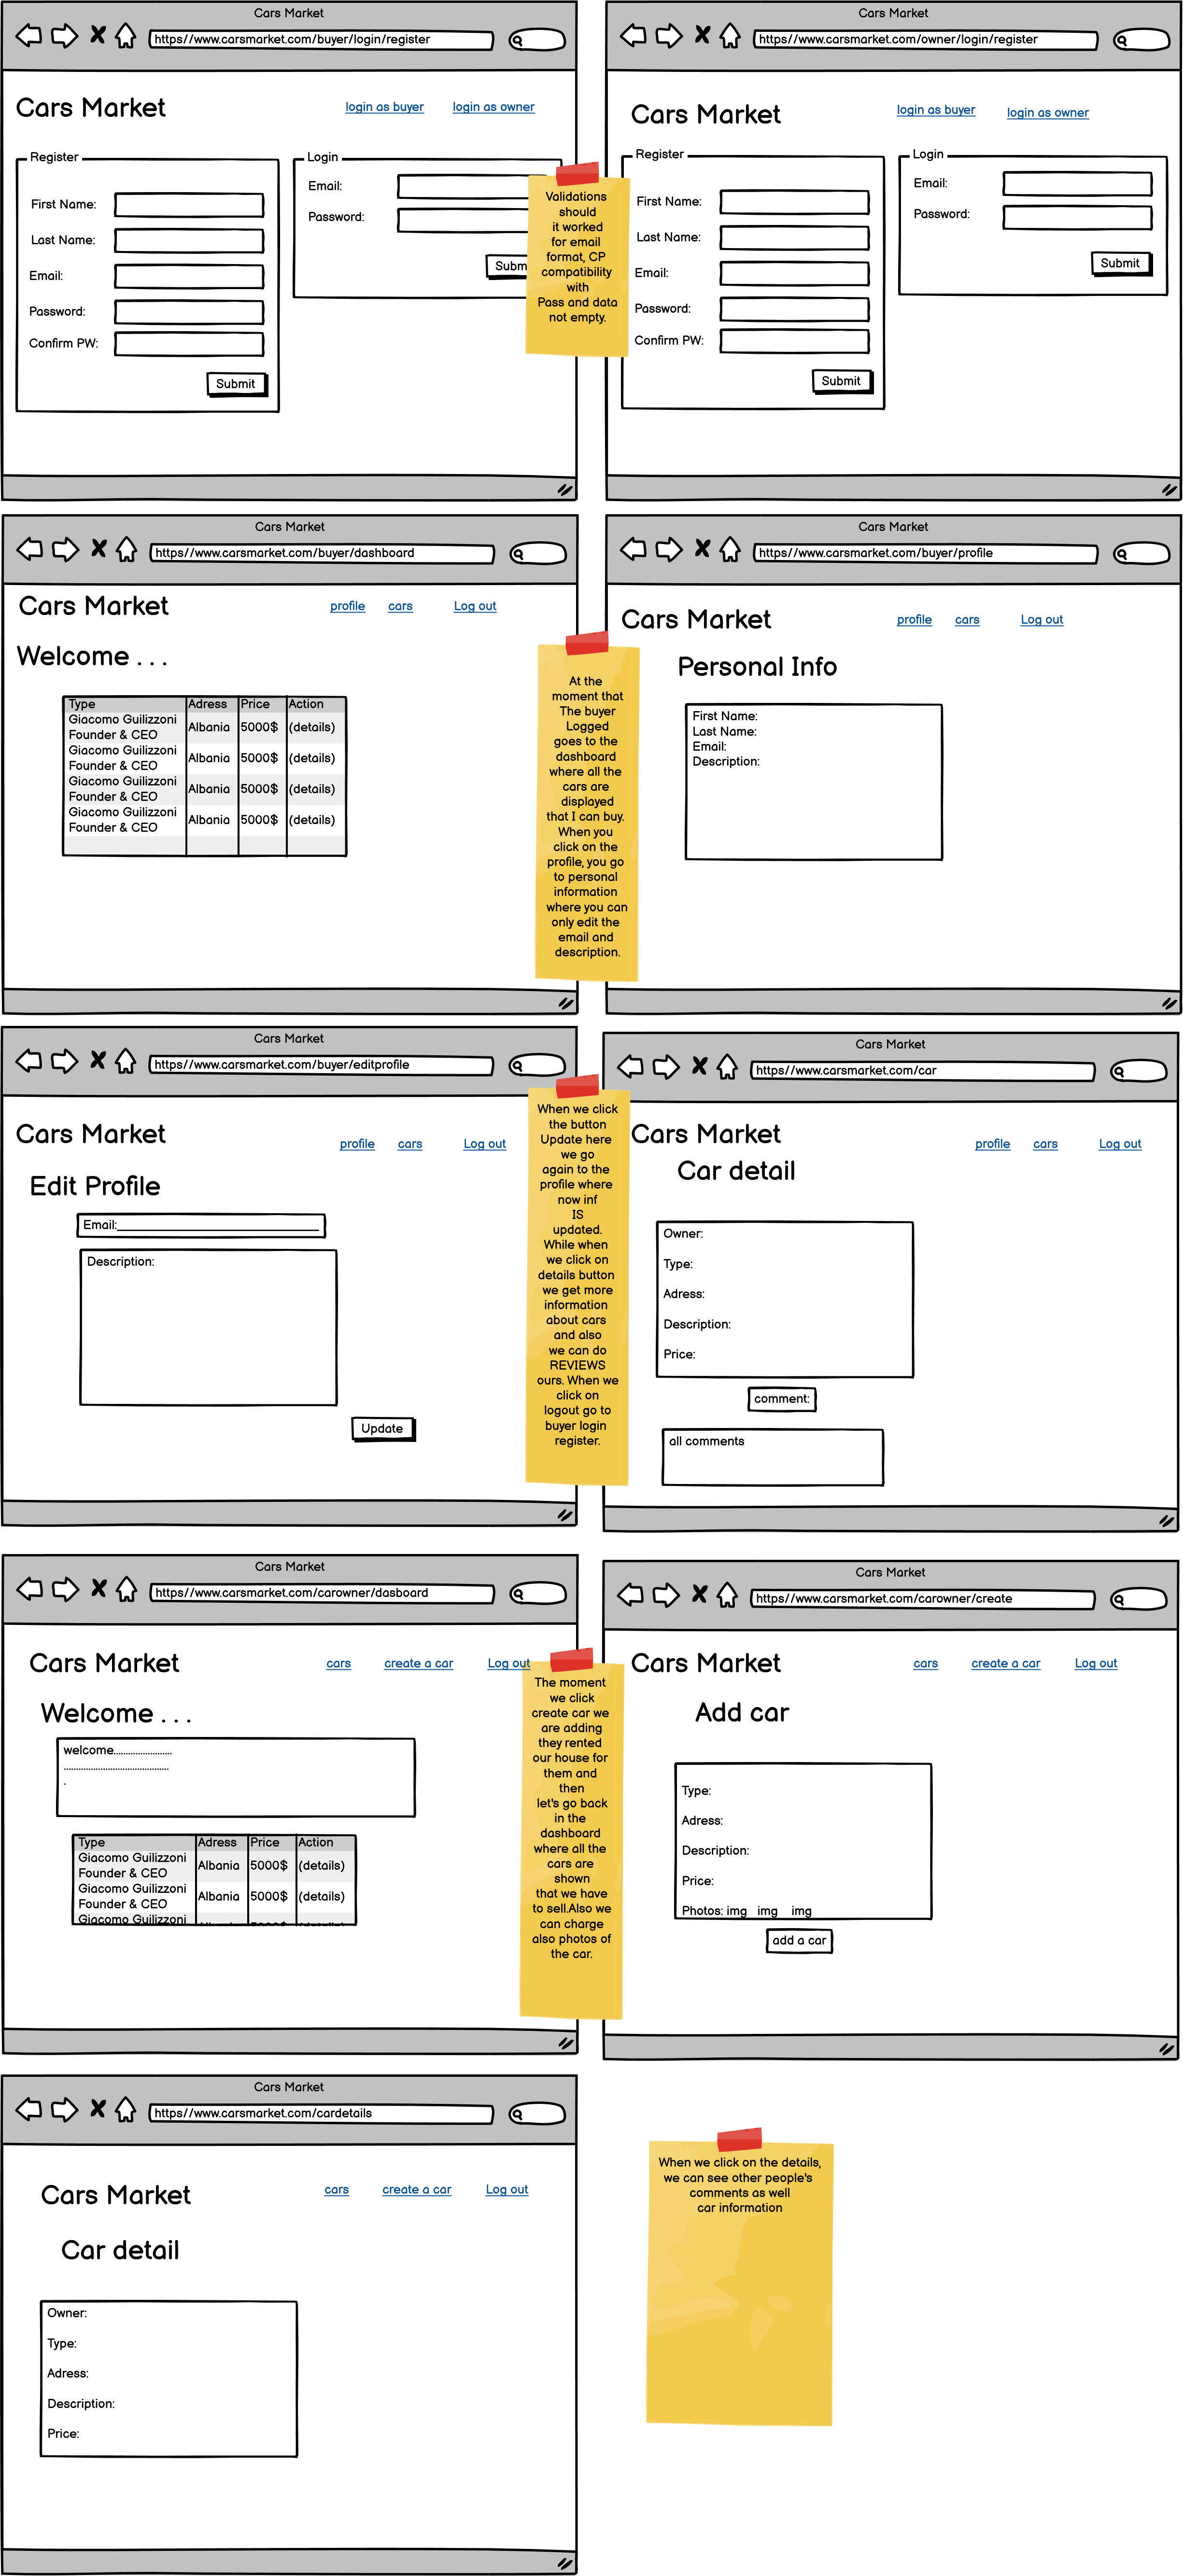 Cars Market
https//www.carsmarket.com/buyer/login/register
Cars Market
login as buyer login as owner
Register
First Name:
Last Name:
Email:
Password:
Confirm PW:
Submit
Login
Email:
Password:
Subm
Validations
should
it worked
for email
format, CP
compatibility
with
Pass and data
not empty.
Cars Market
https//www.carsmarket.com/owner/login/register
Cars Market
login as buyer login as owner
Register
First Name:
Last Name:
Email:
Password:
Confirm PW:
Submit
Login
Email:
Password:
Submit
Cars Market
https//www.carsmarket.com/buyer/dashboard
Cars Market
profile cars Log out
Welcome . . .
Type Adress Price Action
Giacomo Guilizzoni
Founder & CEO Albania 5000$ (details)
Giacomo Guilizzoni
Founder & CEO Albania 5000$ (details)
Giacomo Guilizzoni
Founder & CEO Albania 5000$ (details)
Giacomo Guilizzoni
Founder & CEO Albania 5000$ (details)
At the
moment that
The buyer
Logged
goes to the
dashboard
where all the
cars are
displayed
that I can buy.
When you
click on the
profile, you go
to personal
information
where you can
only edit the
email and
description.
Cars Market
https//www.carsmarket.com/buyer/profile
Cars Market
profile cars Log out
Personal Info
First Name:
Last Name:
Email:
Description:
Cars Market
https//www.carsmarket.com/buyer/editprofile
Cars Market
profile cars Log out
Edit Profile
Email:
Description:
Update
When we click
the button
Update here
we go
again to the
profile where
now inf
IS
updated.
While when
we click on
details button
we get more
information
about cars
and also
we can do
REVIEWS
ours. When we
click on
logout go to
buyer login
register.
Cars Market
https//www.carsmarket.com/car
Cars Market
profile cars Log out
Car detail
Owner:
Type:
Adress:
Description:
Price:
comment:
all comments
Cars Market
https//www.carsmarket.com/carowner/dasboard
Cars Market
cars create a car Log out
Welcome . . .
welcome........................
...........................................
.
Type Adress Price Action
Giacomo Guilizzoni
Founder & CEO Albania 5000$ (details)
Giacomo Guilizzoni
Founder & CEO Albania 5000$ (details)
Giacomo Guilizzoni
The moment
we click
create car we
are adding
they rented
our house for
them and
then
let's go back
in the
dashboard
where all the
cars are
shown
that we have
to sell.Also we
can charge
also photos of
the car.
Cars Market
https//www.carsmarket.com/carowner/create
Cars Market
cars create a car Log out
Add car
Type:
Adress:
Description:
Price:
Photos: img img img
add a car
Cars Market
https//www.carsmarket.com/cardetails
Cars Market
cars create a car Log out
Car detail
Owner:
Type:
Adress:
Description:
Price:
When we click on the details,
we can see other people's
comments as well
car information